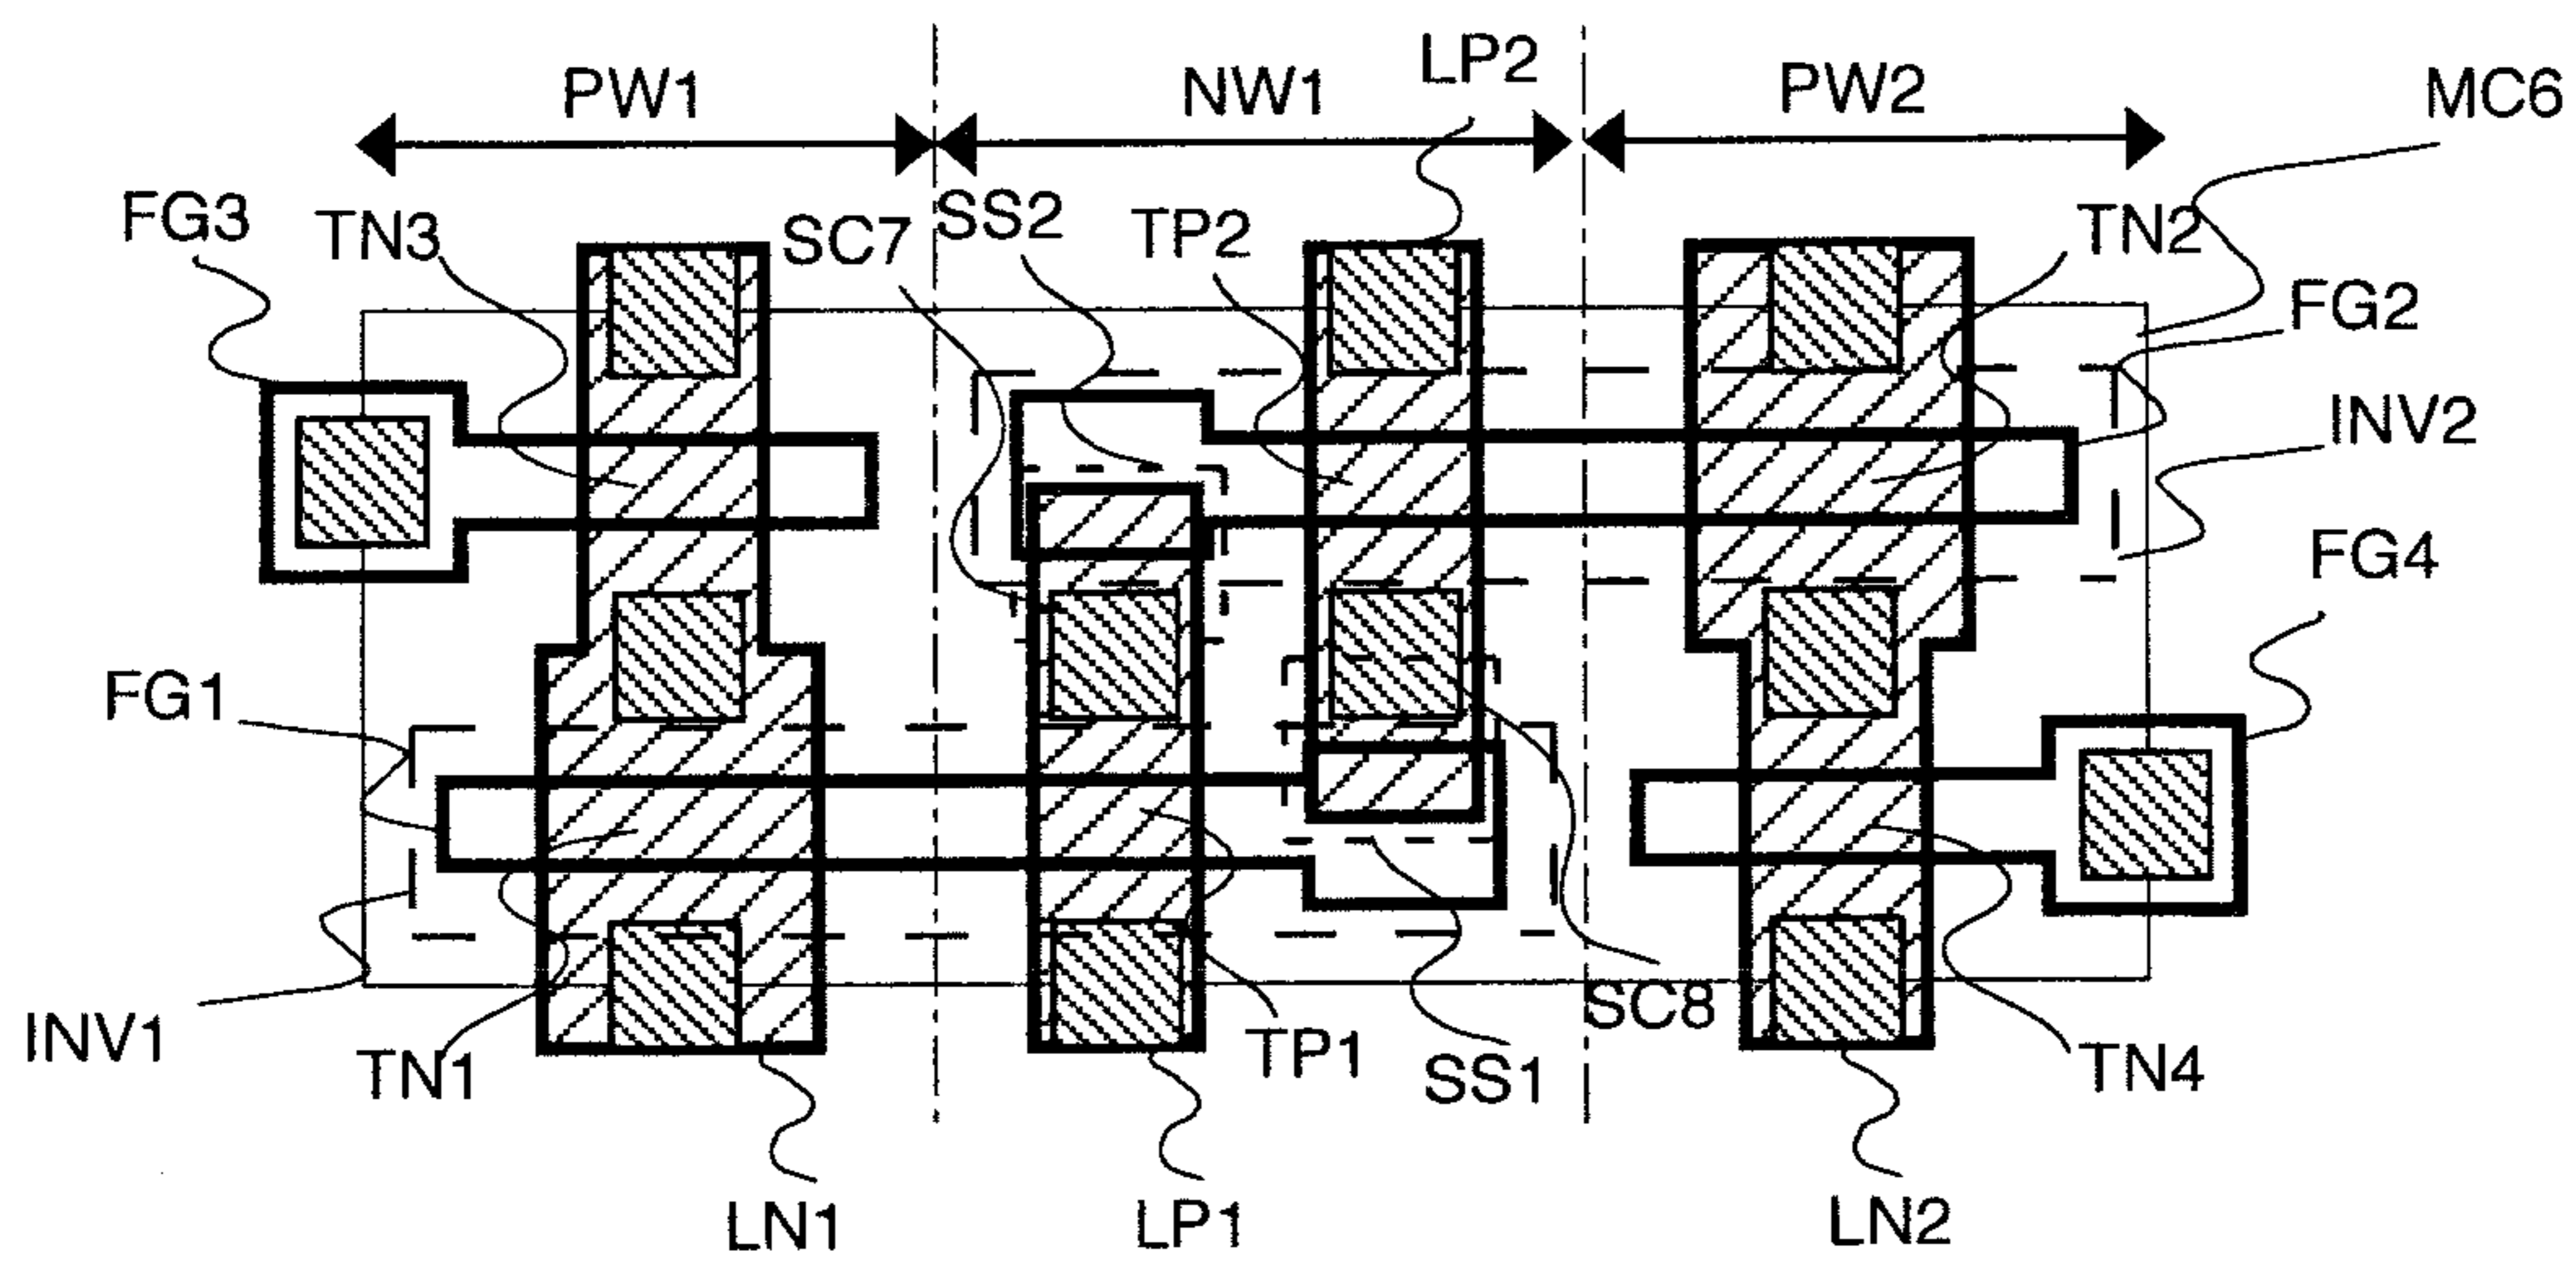 LP2
PW1
NW1
PW2
MC6
FG3
TN3
SC7
SS2
TP2
TN2
FG2
INV2
FG4
FG1
INV1
TN1
TP1
SS1
SC8
TN4
LN1
LP1
LN2